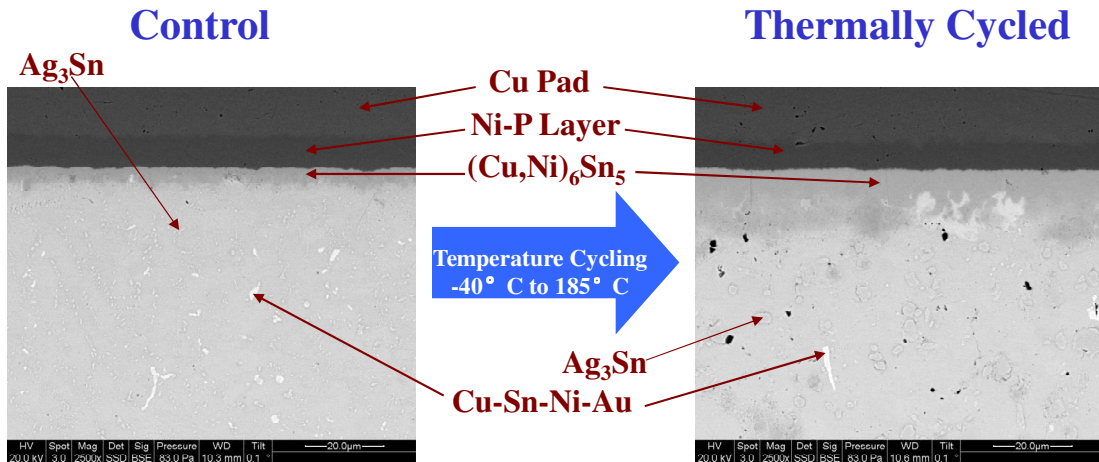 Control
Thermally Cycled
Ag₃Sn
Cu Pad
Ni-P Layer
(Cu,Ni)₆Sn₅
Temperature Cycling
-40° C to 185° C
Ag₃Sn
Cu-Sn-Ni-Au
HV Spot Mag Det Sig Pressure WD Tilt
20.0 kV 3.0 2500x SSD BSE 83.0 Pa 10.3 mm 0.1 °
20.0µm
HV Spot Mag Det Sig Pressure WD Tilt
20.0 kV 3.0 2500x SSD BSE 83.0 Pa 10.6 mm 0.1 °
20.0µm